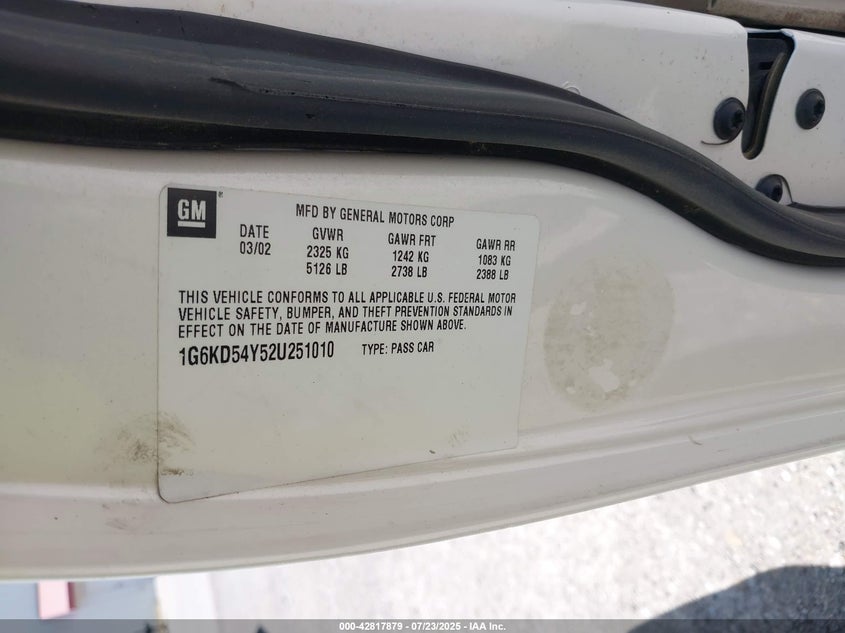 GM
MFD BY GENERAL MOTORS CORP
DATE GVWR GAWR FRT GAWR RR
03/02 2325 KG 1242 KG 1083 KG
5126 LB 2738 LB 2388 LB
THIS VEHICLE CONFORMS TO ALL APPLICABLE U.S. FEDERAL MOTOR
VEHICLE SAFETY, BUMPER, AND THEFT PREVENTION STANDARDS IN
EFFECT ON THE DATE OF MANUFACTURE SHOWN ABOVE.
1G6KD54Y52U251010 TYPE: PASS CAR
000-42817879 - 07/23/2025 - IAA Inc.